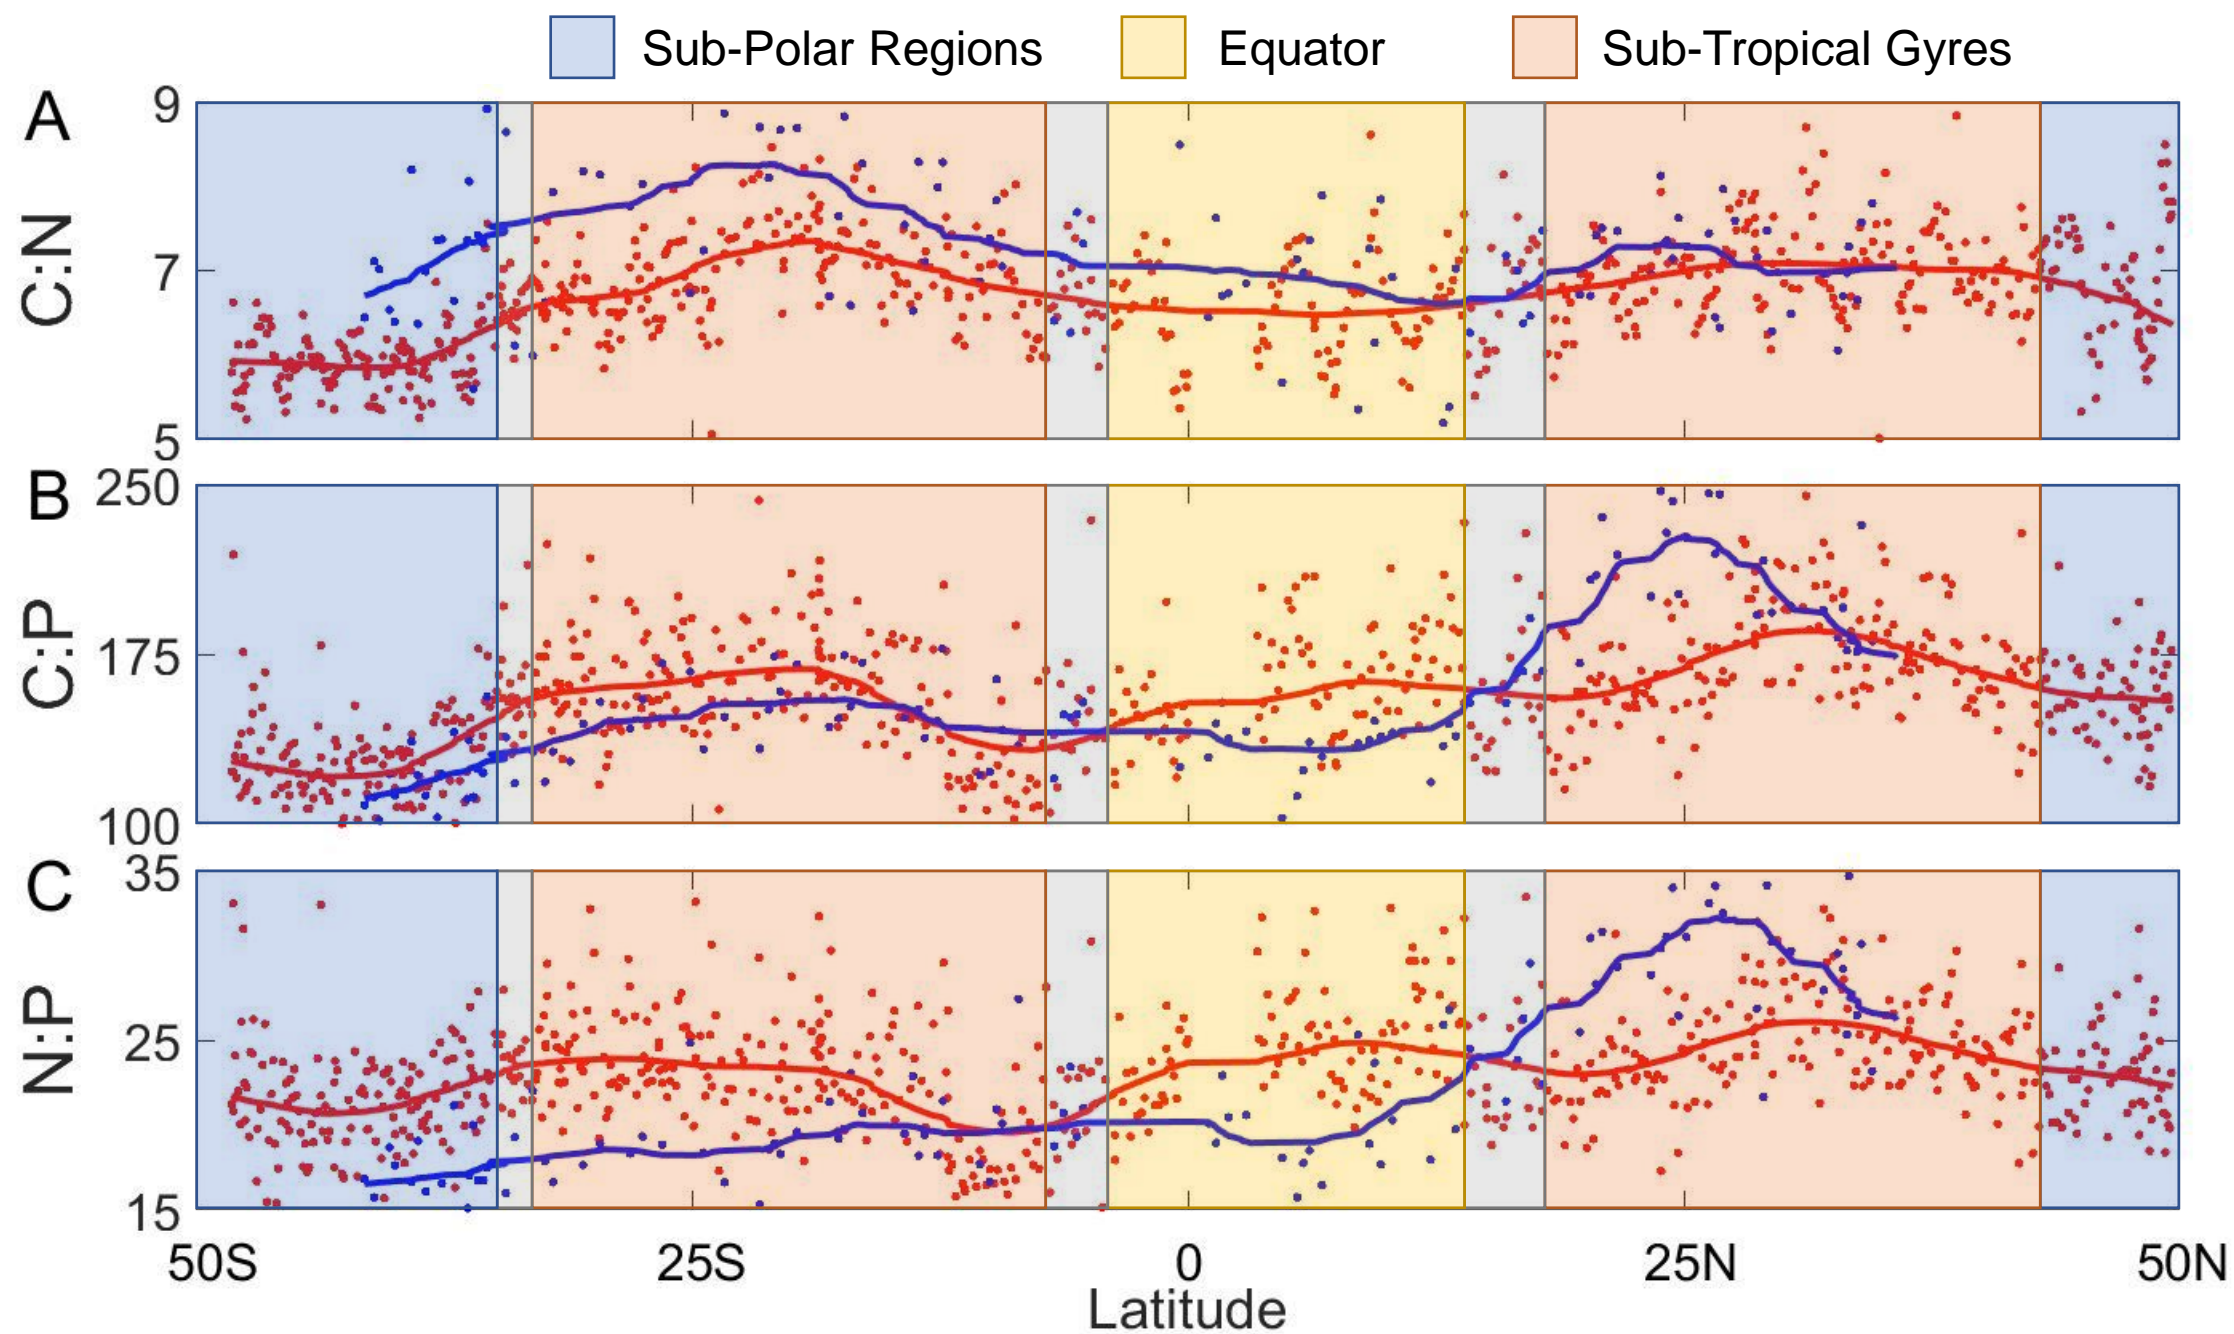 Sub-Polar Regions Equator Sub-Tropical Gyres
A
9
7
5
C:N
B
250
175
100
C:P
C
35
25
15
N:P
50S 25S 0 25N 50N
Latitude